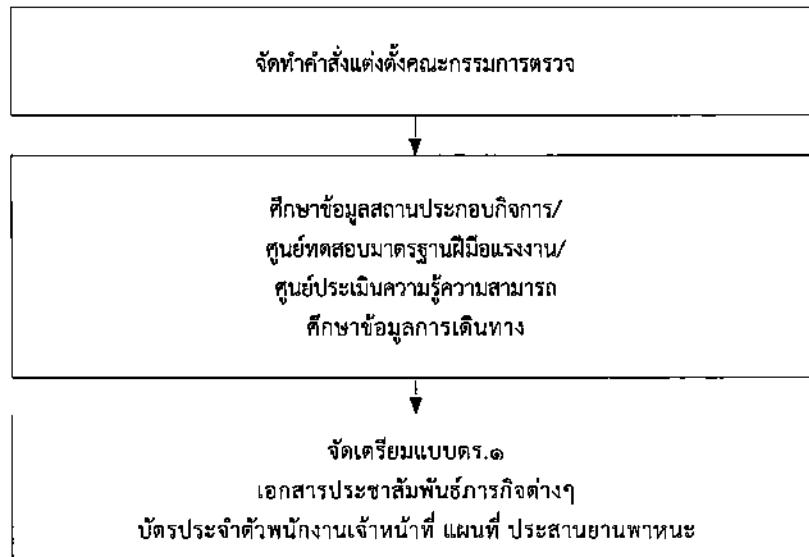 จัดทำคำสั่งแต่งตั้งคณะกรรมการตรวจ
ศึกษาข้อมูลสถานประกอบกิจการ/
ศูนย์ทดสอบมาตรฐานฝีมือแรงงาน/
ศูนย์ประเมินความรู้ความสามารถ
ศึกษาข้อมูลการเดินทาง
จัดเตรียมแบบตร.๑
เอกสารประชาสัมพันธ์ภารกิจต่างๆ
บัตรประจำตัวพนักงานเจ้าหน้าที่ แผนที่ ประสานยานพาหนะ